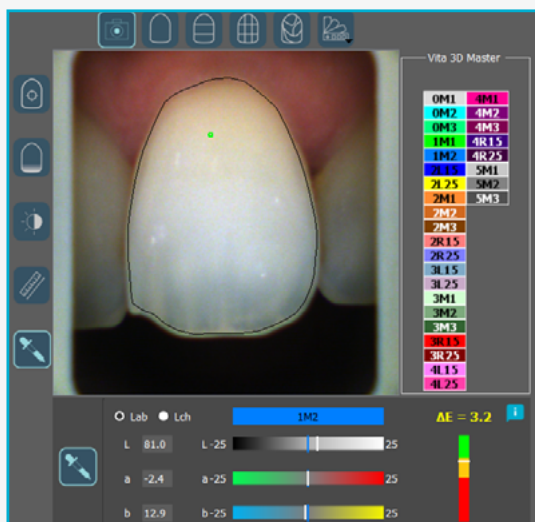 Vita 3D Master
0M1 4M1
0M2 4M2
0M3 4M3
1M1 4R15
1M2 4R25
2L15 5M1
2L25 5M2
2M1 5M3
2M2
2M3
2R15
2R25
3L15
3L25
3M1
3M2
3M3
3R15
3R25
4L15
4L25
Lab Lch 1M2 ΔE = 3.2 i
L 81.0 L -25 25
a -2.4 a -25 25
b 12.9 b -25 25